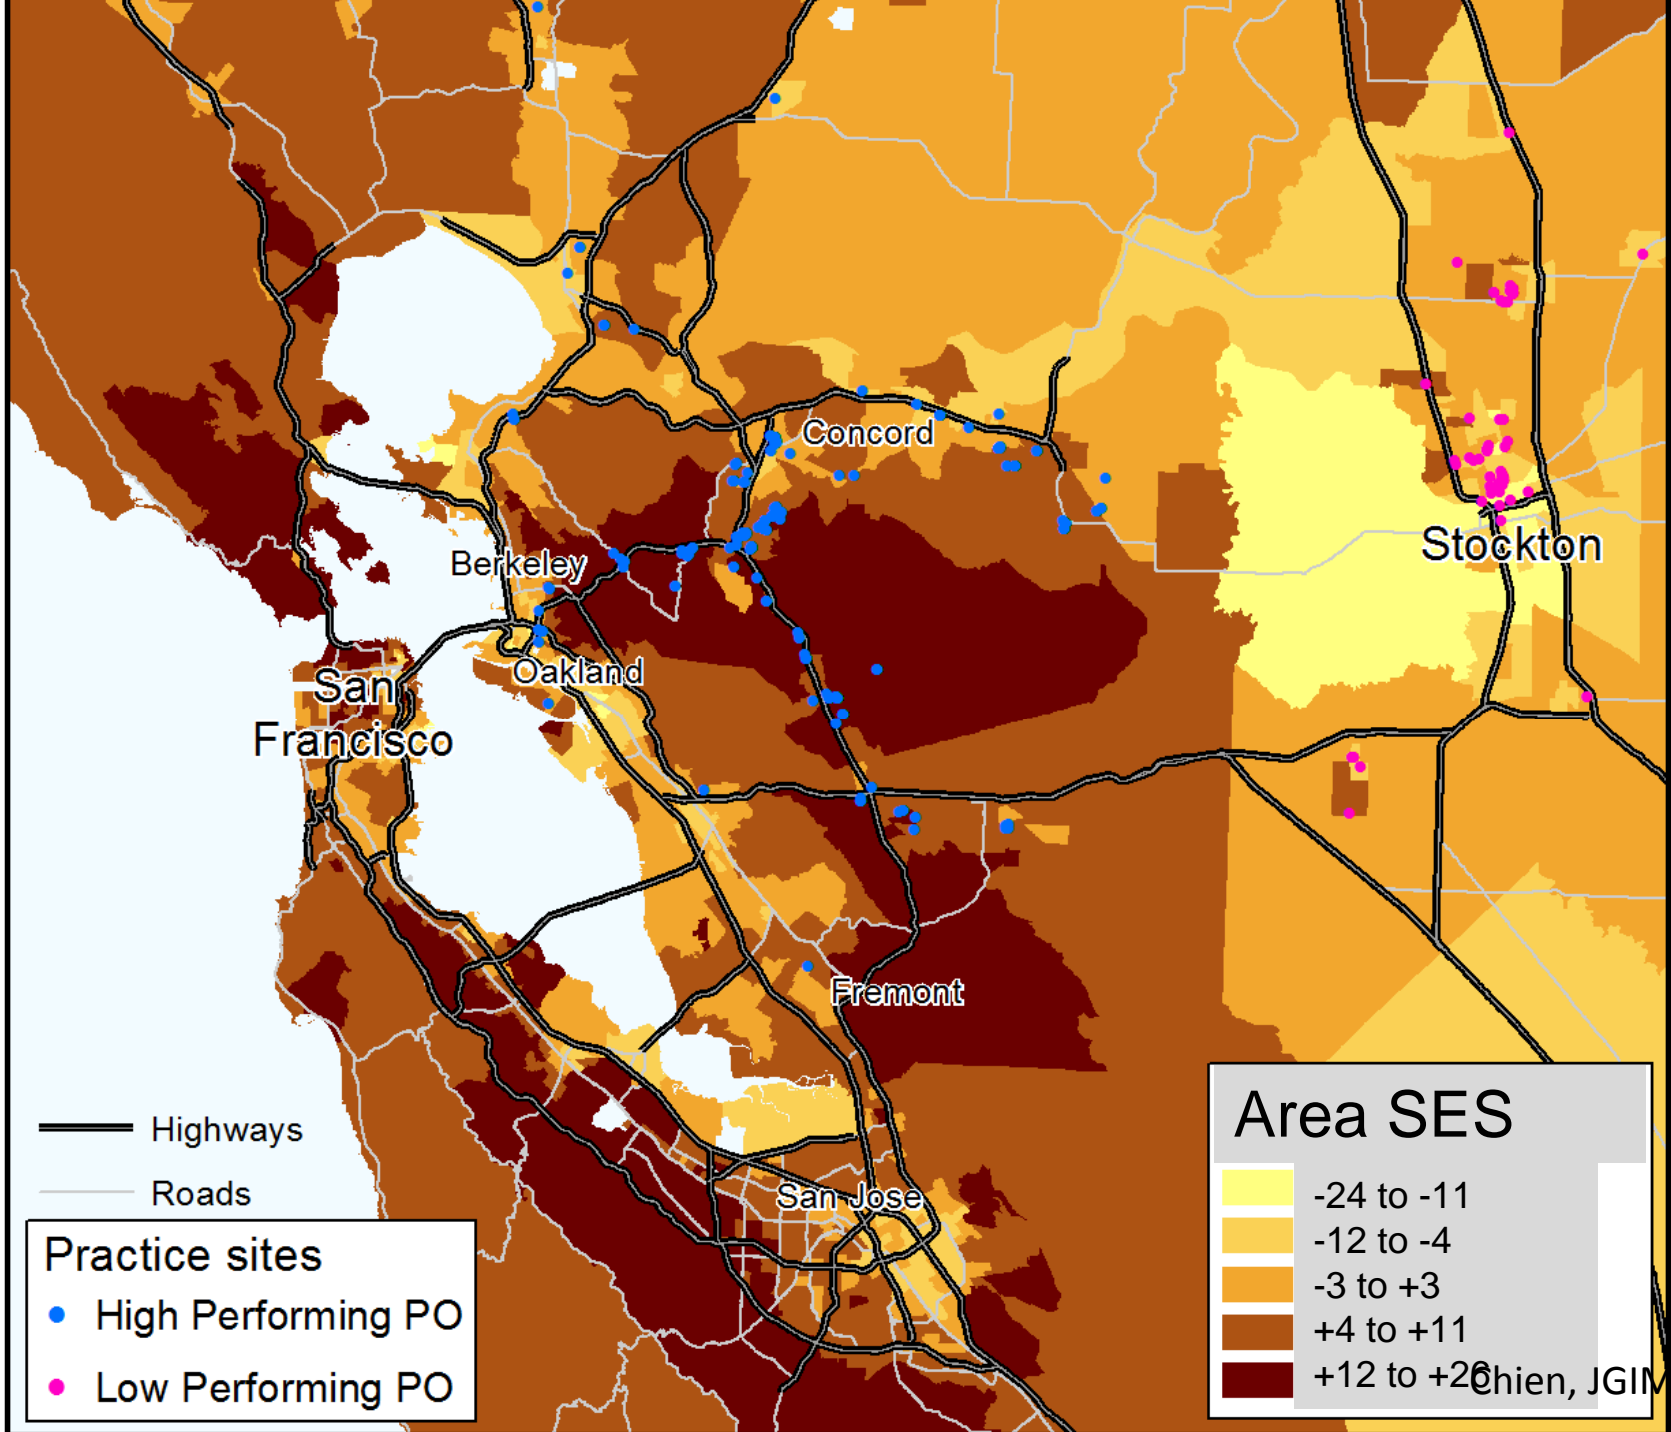 Concord
Stockton
Berkeley
Oakland
San
Francisco
Fremont
Area SES
Highways
-24 to -11
Roads
San Jose
-12 to -4
Practice sites
-3 to +3
High Performing PO
+4 to +11
Low Performing PO
+12 to +26
Chien, JGIM